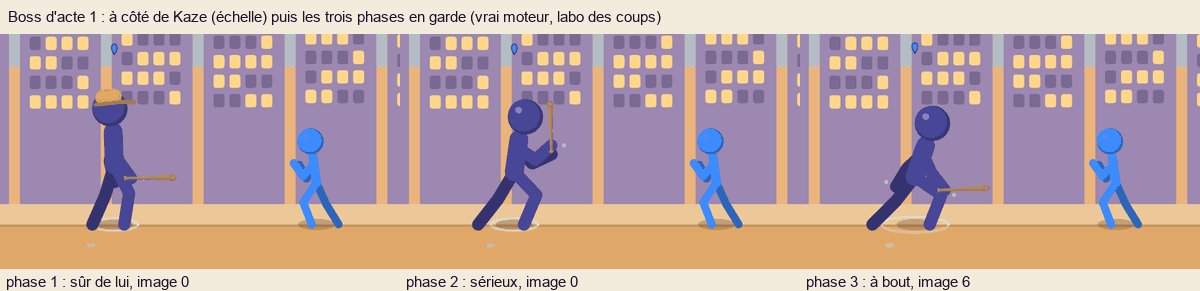 Boss d'acte 1 : à côté de Kaze (échelle) puis les trois phases en garde (vrai moteur, labo des coups)
phase 1 : sûr de lui, image 0
phase 2 : sérieux, image 0
phase 3 : à bout, image 6